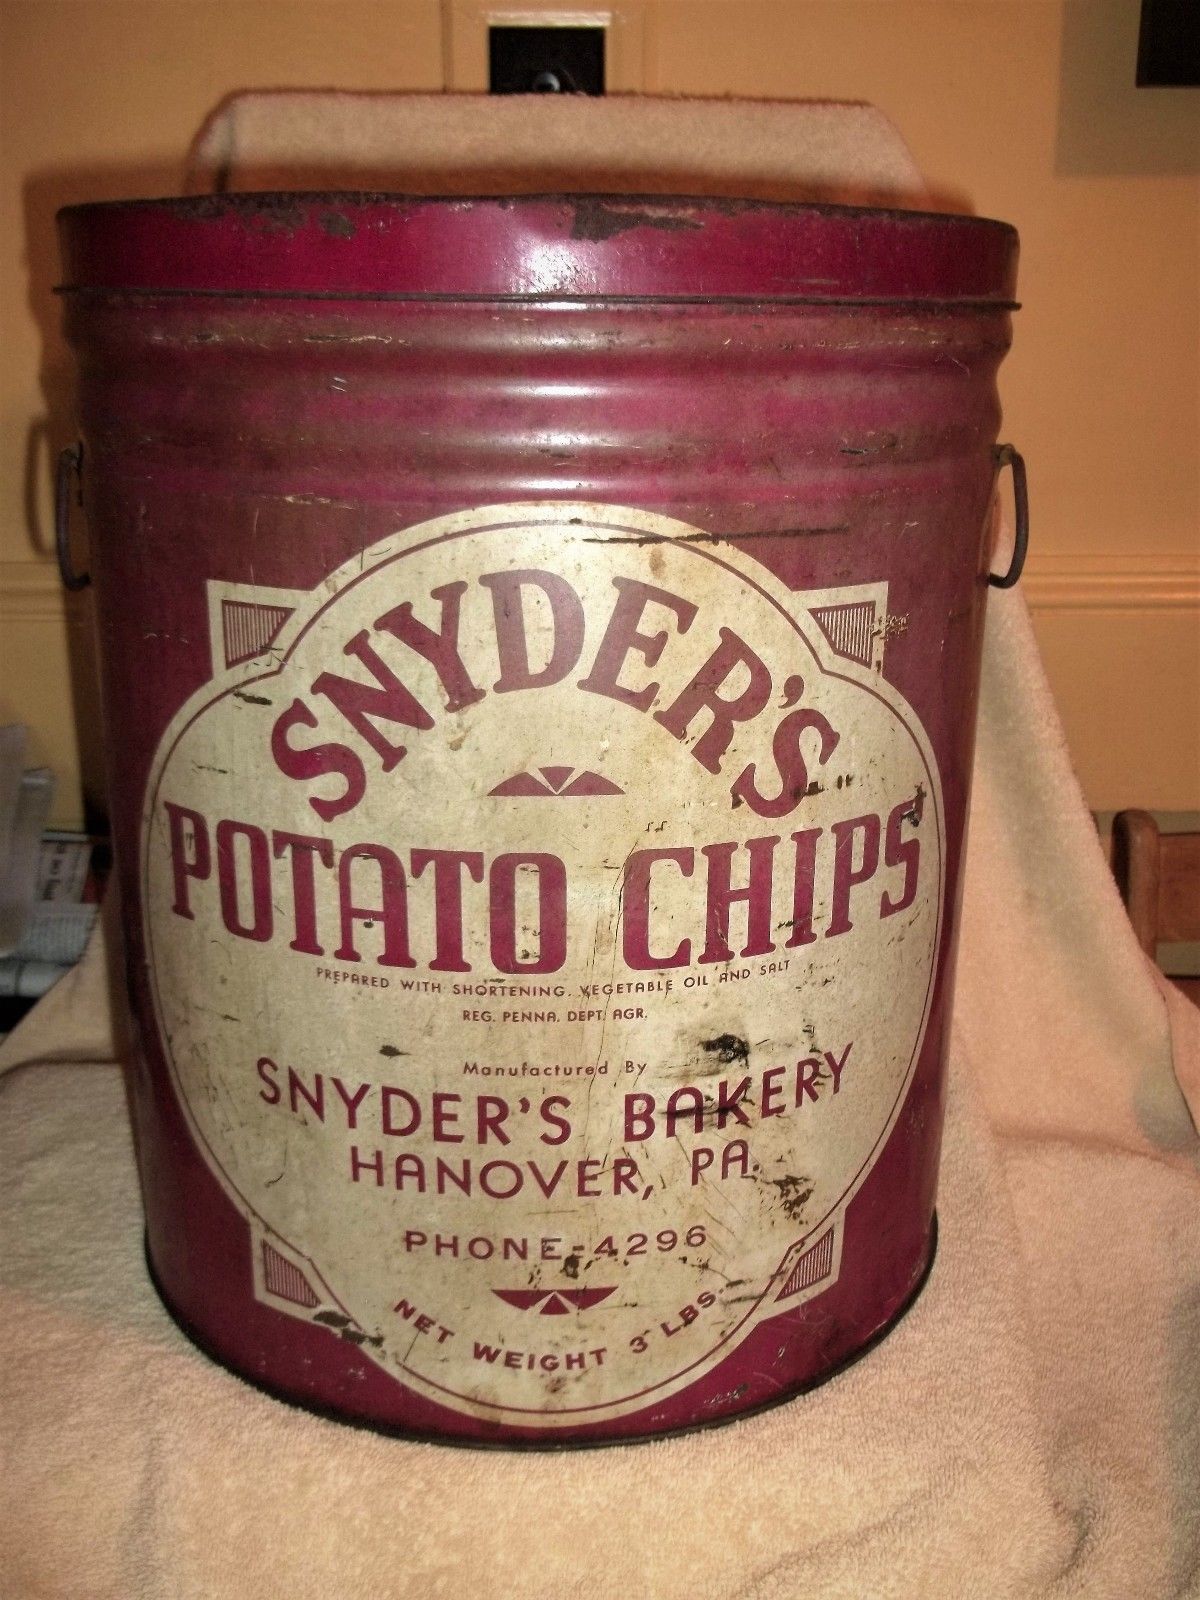 SNYDER'S
POTATO CHIPS
PREPARED WITH SHORTENING, VEGETABLE OIL AND SALT
REG. PENNA. DEPT. AGR.
Manufactured By
SNYDER'S BAKERY
HANOVER, PA.
PHONE-4296
NET WEIGHT 3 LBS.